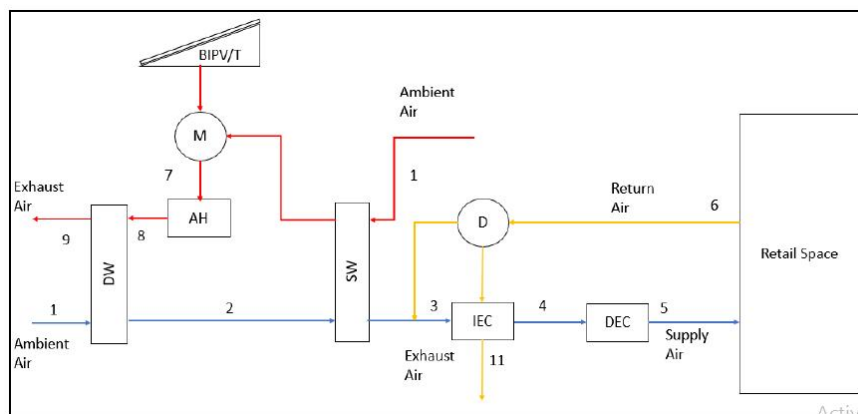 BIPV/T
Ambient
Air
M
7
1
Return
Air
6
Exhaust
Air
AH
D
9
8
DW
SW
Retail Space
1
2
3
IEC
4
DEC
5
Ambient
Air
Exhaust
Air
11
Supply
Air
Activ